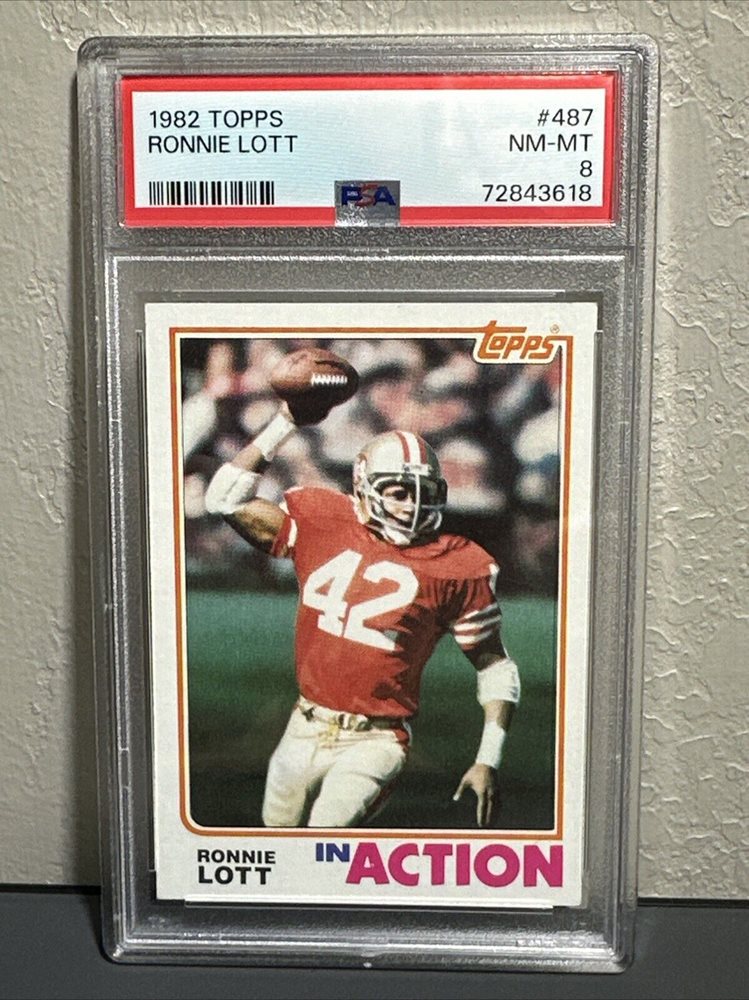 1982 TOPPS #487
RONNIE LOTT NM-MT
8
PSA 72843618
topps®
42
RONNIE
LOTT
IN ACTION